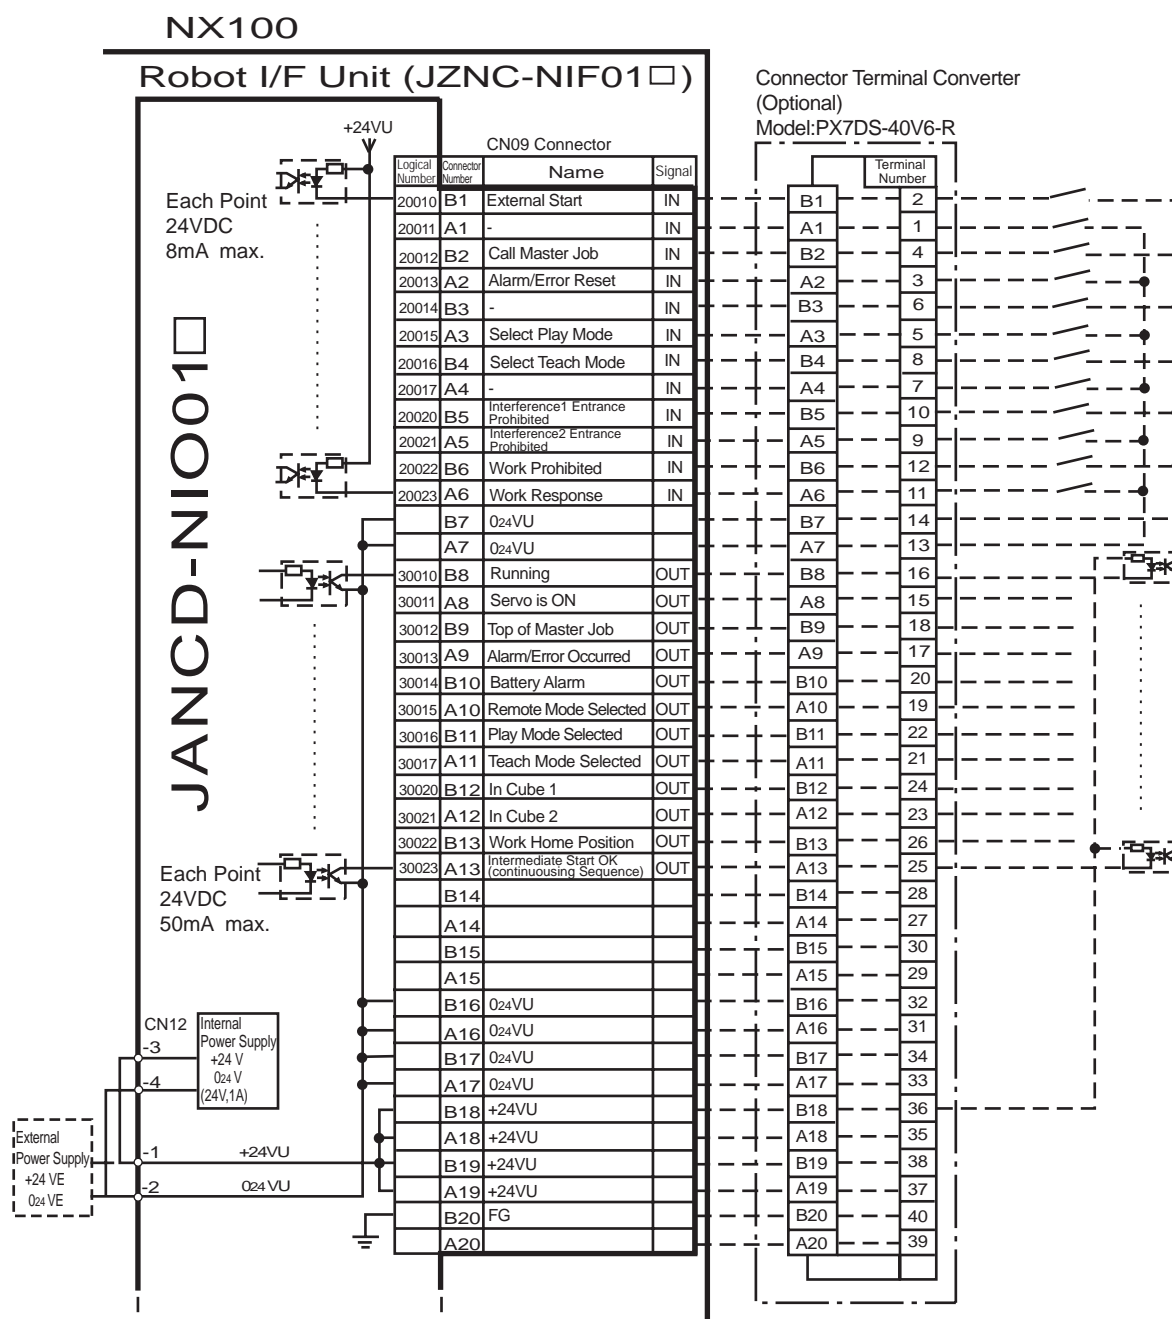 NX100
Robot I/F Unit (JZNC-NIF01□)
Connector Terminal Converter
(Optional)
Model:PX7DS-40V6-R
+24VU
CN09 Connector
Logical Number Connector Number Name Signal
Terminal Number
Each Point
24VDC
8mA max.
JANCD-NIO01□
20010 B1 External Start IN B1 2
20011 A1 - IN A1 1
20012 B2 Call Master Job IN B2 4
20013 A2 Alarm/Error Reset IN A2 3
20014 B3 - IN B3 6
20015 A3 Select Play Mode IN A3 5
20016 B4 Select Teach Mode IN B4 8
20017 A4 - IN A4 7
20020 B5 Interference1 Entrance Prohibited IN B5 10
20021 A5 Interference2 Entrance Prohibited IN A5 9
20022 B6 Work Prohibited IN B6 12
20023 A6 Work Response IN A6 11
B7 024VU B7 14
A7 024VU A7 13
30010 B8 Running OUT B8 16
30011 A8 Servo is ON OUT A8 15
30012 B9 Top of Master Job OUT B9 18
30013 A9 Alarm/Error Occurred OUT A9 17
30014 B10 Battery Alarm OUT B10 20
30015 A10 Remote Mode Selected OUT A10 19
30016 B11 Play Mode Selected OUT B11 22
30017 A11 Teach Mode Selected OUT A11 21
30020 B12 In Cube 1 OUT B12 24
30021 A12 In Cube 2 OUT A12 23
30022 B13 Work Home Position OUT B13 26
30023 A13 Intermediate Start OK (continuousing Sequence) OUT A13 25
Each Point
24VDC
50mA max.
B14 B14 28
A14 A14 27
B15 B15 30
A15 A15 29
B16 024VU B16 32
A16 024VU A16 31
B17 024VU B17 34
A17 024VU A17 33
B18 +24VU B18 36
A18 +24VU A18 35
B19 +24VU B19 38
A19 +24VU A19 37
B20 FG B20 40
A20 A20 39
CN12
-3
-4
Internal
Power Supply
+24 V
024 V
(24V,1A)
External
Power Supply
+24 VE
024 VE
-1 +24VU
-2 024 VU